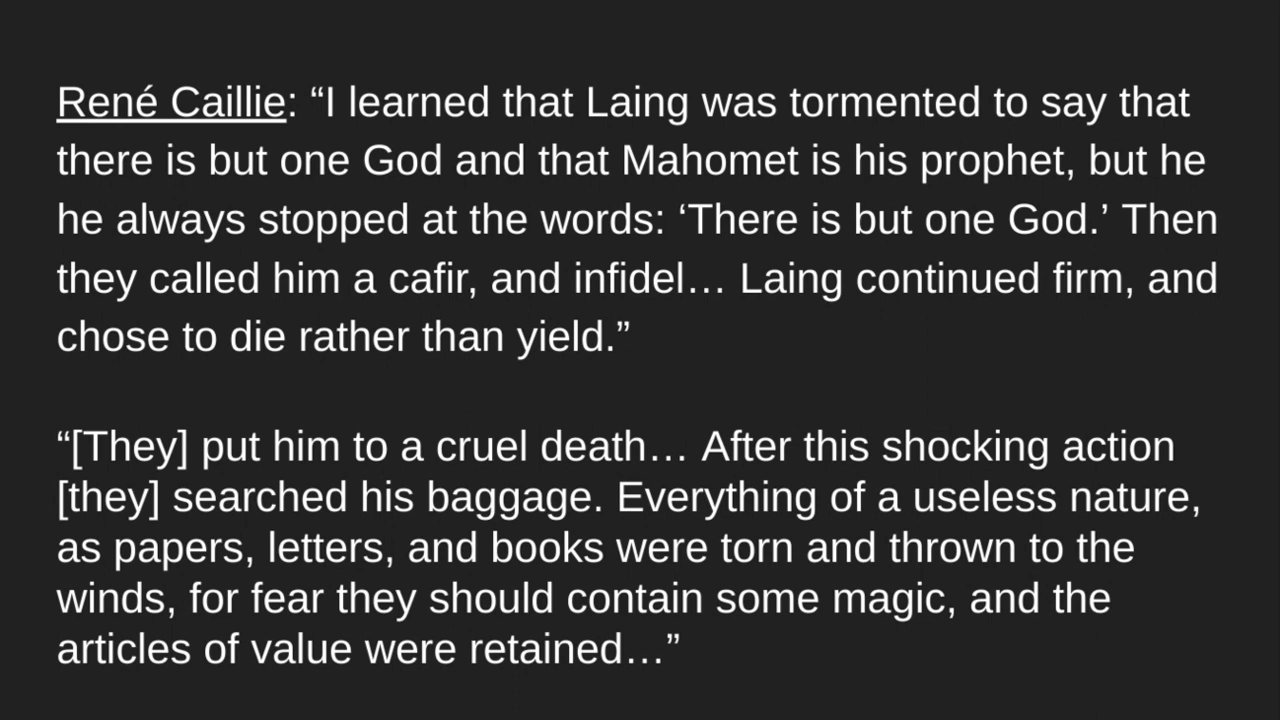 René Caillie: “I learned that Laing was tormented to say that
there is but one God and that Mahomet is his prophet, but he
he always stopped at the words: ‘There is but one God.’ Then
they called him a cafir, and infidel… Laing continued firm, and
chose to die rather than yield.”
“[They] put him to a cruel death… After this shocking action
[they] searched his baggage. Everything of a useless nature,
as papers, letters, and books were torn and thrown to the
winds, for fear they should contain some magic, and the
articles of value were retained…”